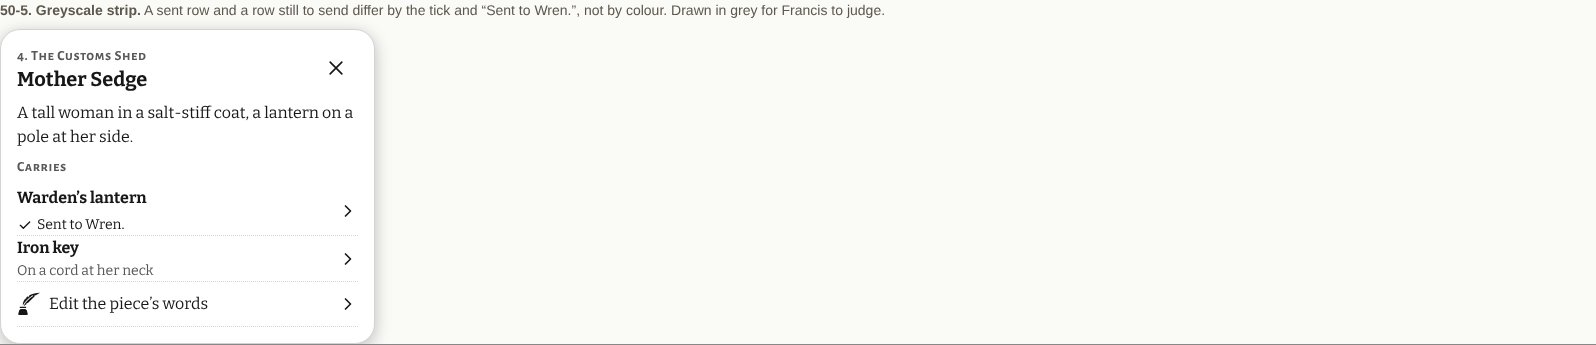 50-5. Greyscale strip. A sent row and a row still to send differ by the tick and “Sent to Wren.”, not by colour. Drawn in grey for Francis to judge.
4. The Customs Shed
Mother Sedge
A tall woman in a salt-stiff coat, a lantern on a
pole at her side.
Carries
Warden’s lantern
✓ Sent to Wren.
Iron key
On a cord at her neck
Edit the piece’s words